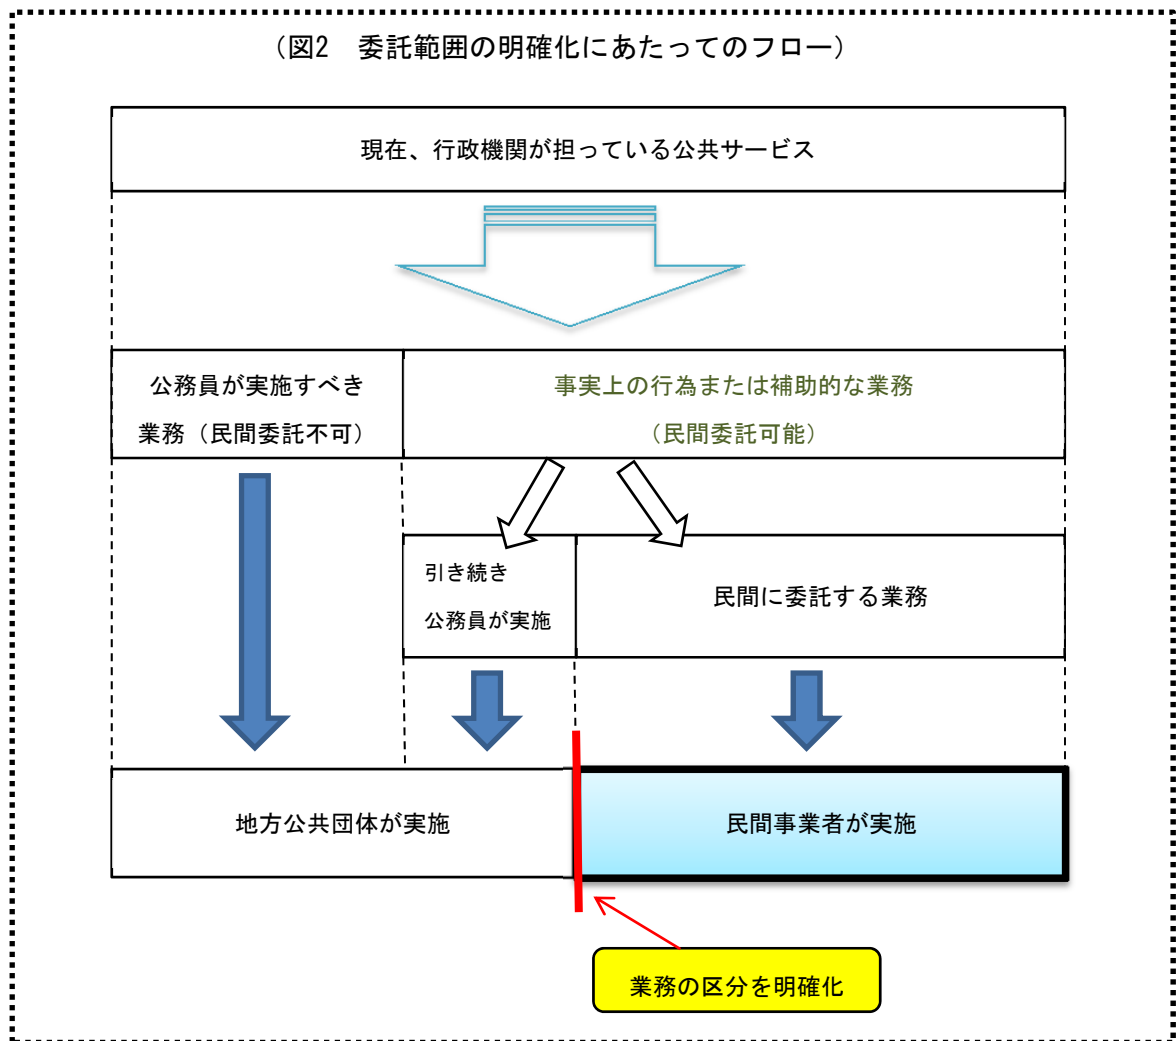 （図2　委託範囲の明確化にあたってのフロー）
現在、行政機関が担っている公共サービス
公務員が実施すべき
業務（民間委託不可）
事実上の行為または補助的な業務
（民間委託可能）
引き続き
公務員が実施
民間に委託する業務
地方公共団体が実施
民間事業者が実施
業務の区分を明確化